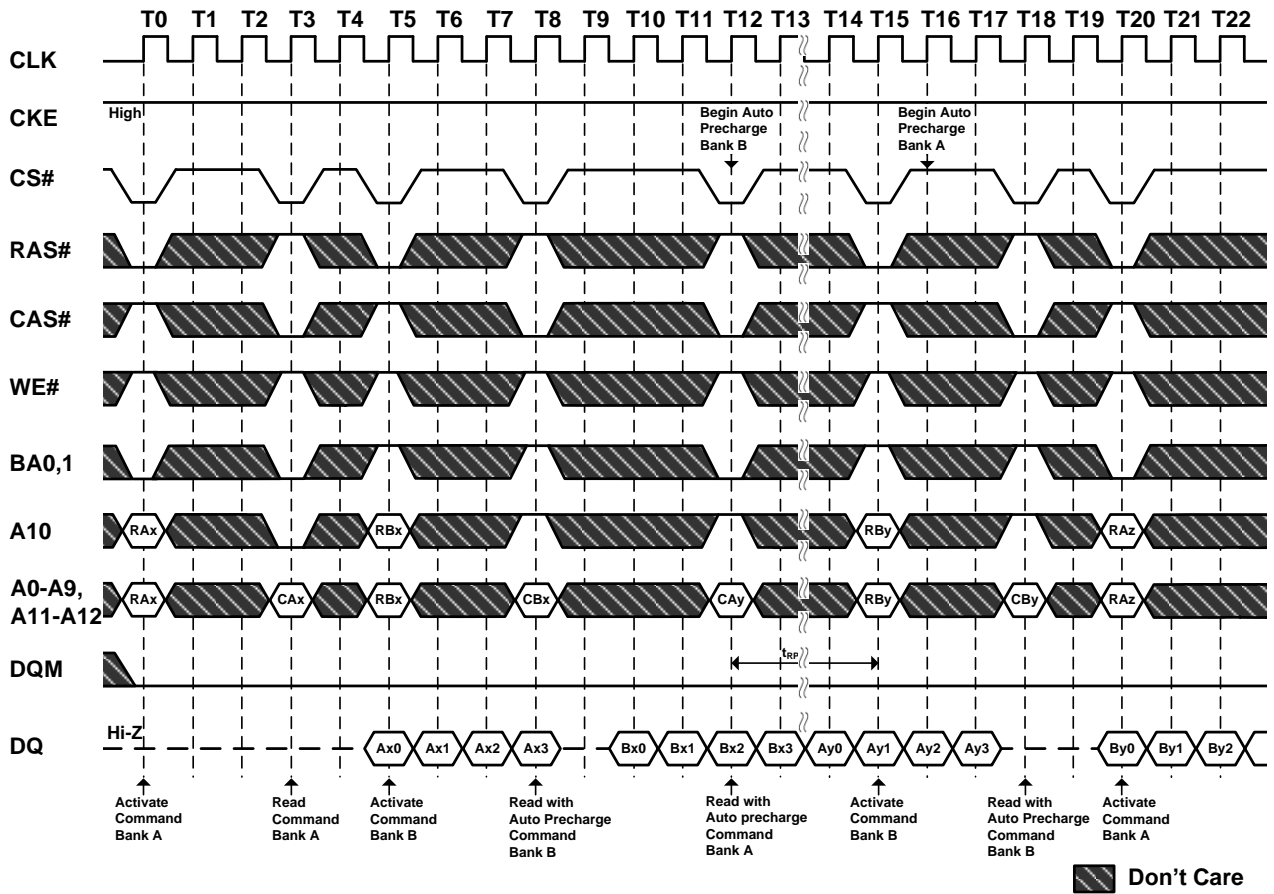 T0 T1 T2 T3 T4 T5 T6 T7 T8 T9 T10 T11 T12 T13 T14 T15 T16 T17 T18 T19 T20 T21 T22
CLK
CKE
High
Begin Auto
Precharge
Bank B
Begin Auto
Precharge
Bank A
CS#
RAS#
CAS#
WE#
BA0,1
A10
RAx RBx RBy RAz
A0-A9,
A11-A12
RAx CAx RBx CBx CAy RBy CBy RAz
DQM
tRP
DQ
Hi-Z
Ax0 Ax1 Ax2 Ax3 Bx0 Bx1 Bx2 Bx3 Ay0 Ay1 Ay2 Ay3 By0 By1 By2
Activate
Command
Bank A
Read
Command
Bank A
Activate
Command
Bank B
Read with
Auto Precharge
Command
Bank B
Read with
Auto precharge
Command
Bank A
Activate
Command
Bank B
Read with
Auto Precharge
Command
Bank B
Activate
Command
Bank A
Don't Care